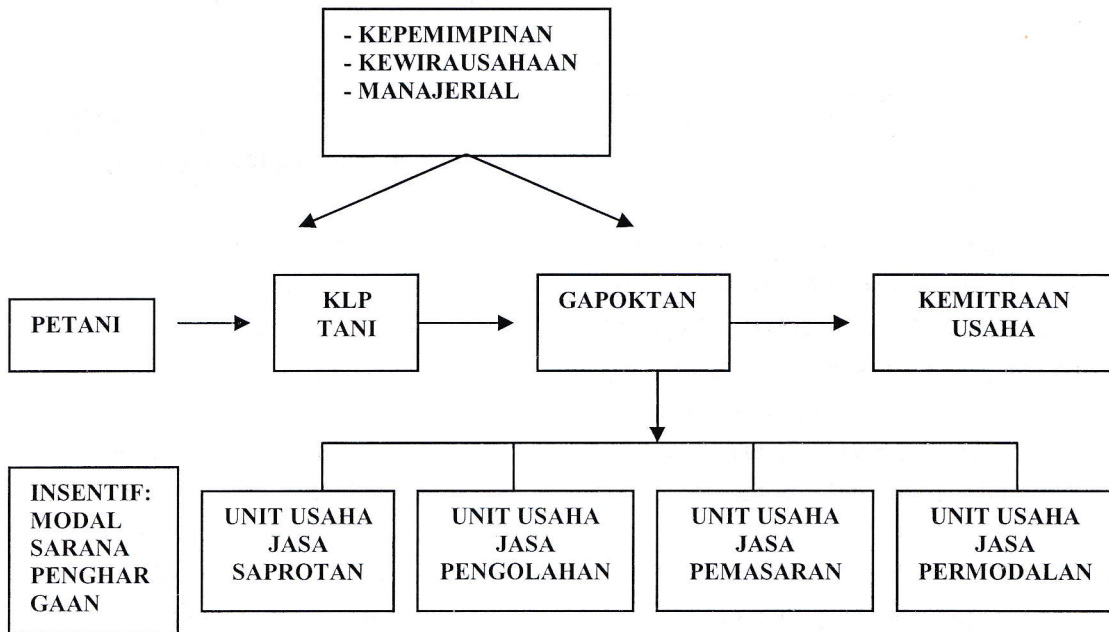 - KEPEMIMPINAN
- KEWIRAUSAHAAN
- MANAJERIAL
PETANI
KLP
TANI
GAPOKTAN
KEMITRAAN
USAHA
INSENTIF:
MODAL
SARANA
PENGHAR
GAAN
UNIT USAHA
JASA
SAPROTAN
UNIT USAHA
JASA
PENGOLAHAN
UNIT USAHA
JASA
PEMASARAN
UNIT USAHA
JASA
PERMODALAN